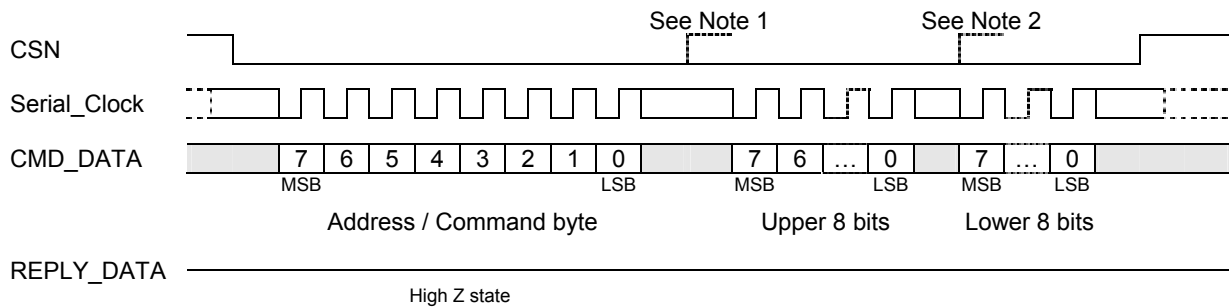 See Note 1 See Note 2
CSN
Serial_Clock
CMD_DATA 7 6 5 4 3 2 1 0 7 6 ... 0 7 ... 0
MSB LSB MSB LSB MSB LSB
Address / Command byte Upper 8 bits Lower 8 bits
REPLY_DATA
High Z state